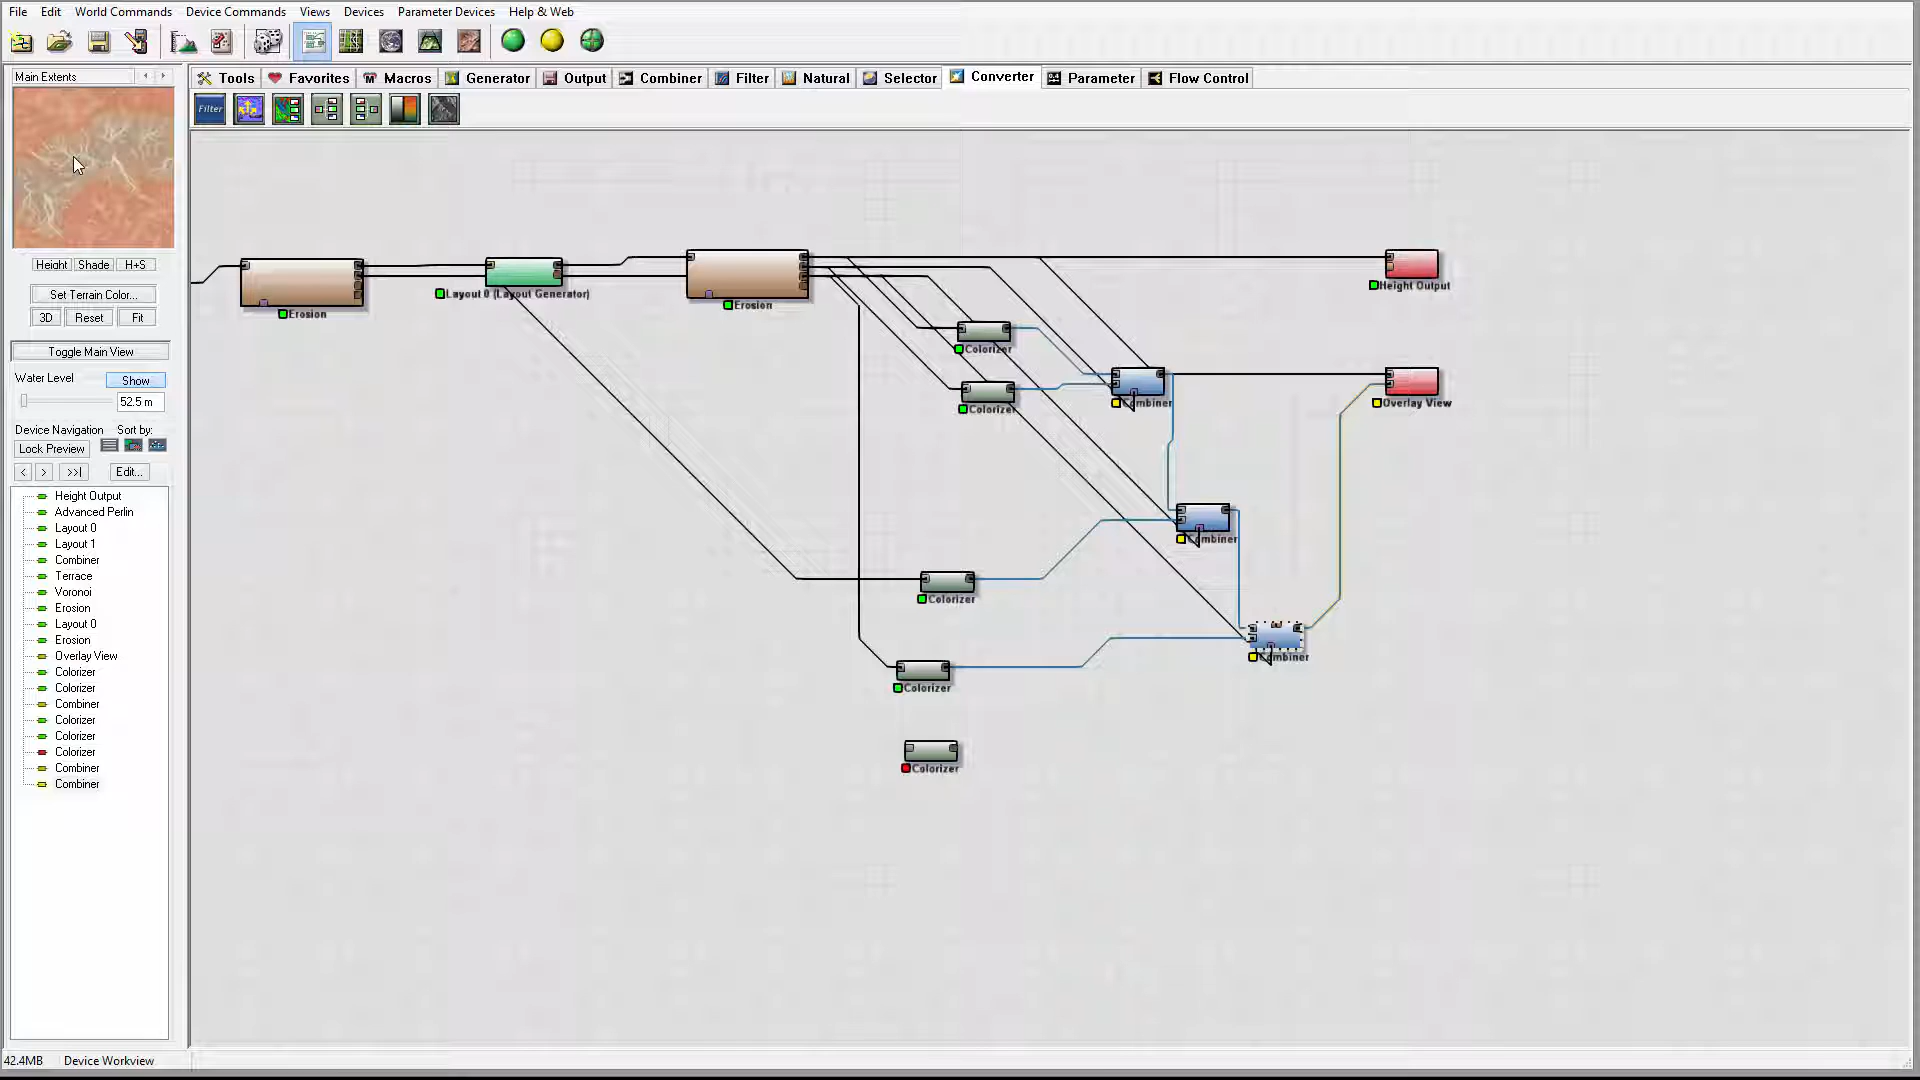 File Edit World Commands Device Commands Views Devices Parameter Devices Help & Web
Main Extents
Tools Favorites Macros Generator Output Combiner Filter Natural Selector Converter Parameter Flow Control
Filter
Height Shade H+S
Set Terrain Color...
3D Reset Fit
Toggle Main View
Water Level Show
52.5 m
Device Navigation Sort by:
Lock Preview
< > >>| Edit...
Height Output
Advanced Perlin
Layout 0
Layout 1
Combiner
Terrace
Voronoi
Erosion
Layout 0
Erosion
Overlay View
Colorizer
Colorizer
Combiner
Colorizer
Colorizer
Colorizer
Combiner
Combiner
Erosion
Layout 0 (Layout Generator)
Erosion
Height Output
Colorizer
Colorizer
Combiner
Overlay View
Combiner
Colorizer
Combiner
Colorizer
Colorizer
42.4MB Device Workview